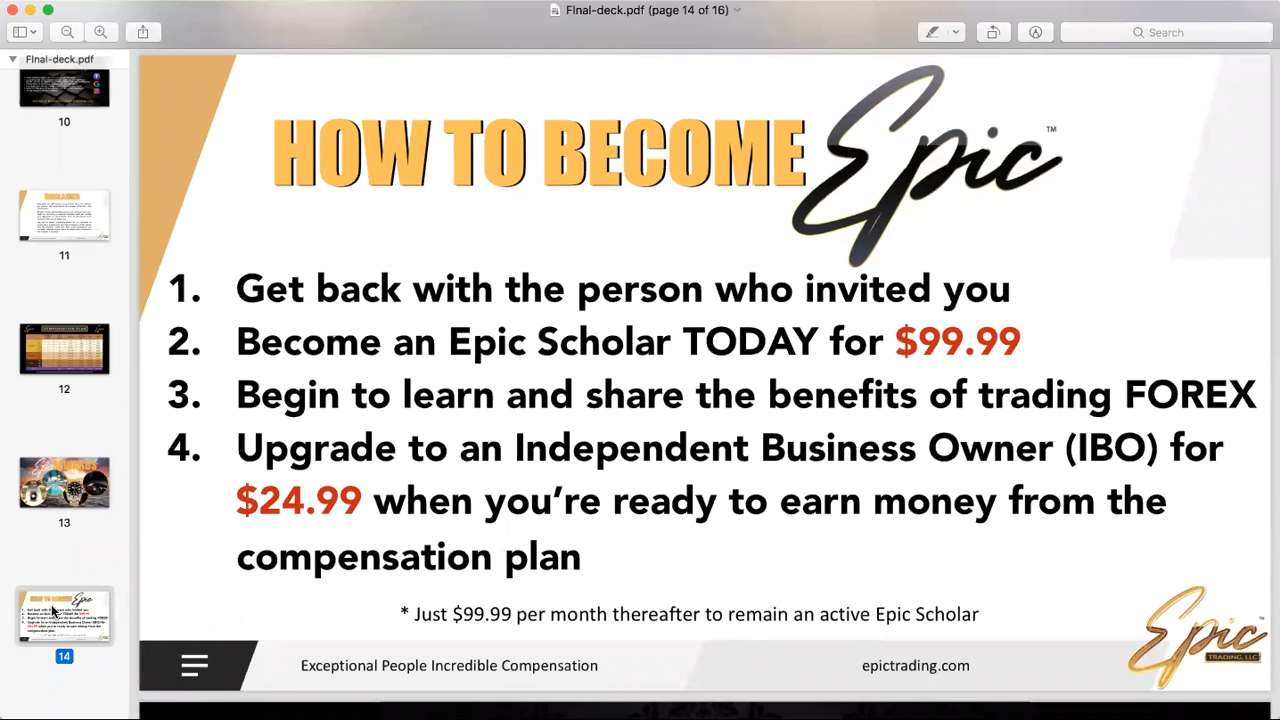 FInal-deck.pdf (page 14 of 16)
Search
FInal-deck.pdf
10
11
12
13
14
HOW TO BECOME Epic™
1. Get back with the person who invited you
2. Become an Epic Scholar TODAY for $99.99
3. Begin to learn and share the benefits of trading FOREX
4. Upgrade to an Independent Business Owner (IBO) for
$24.99 when you’re ready to earn money from the
compensation plan
* Just $99.99 per month thereafter to remain an active Epic Scholar
Exceptional People Incredible Compensation
epictrading.com
Epic™
TRADING, LLC